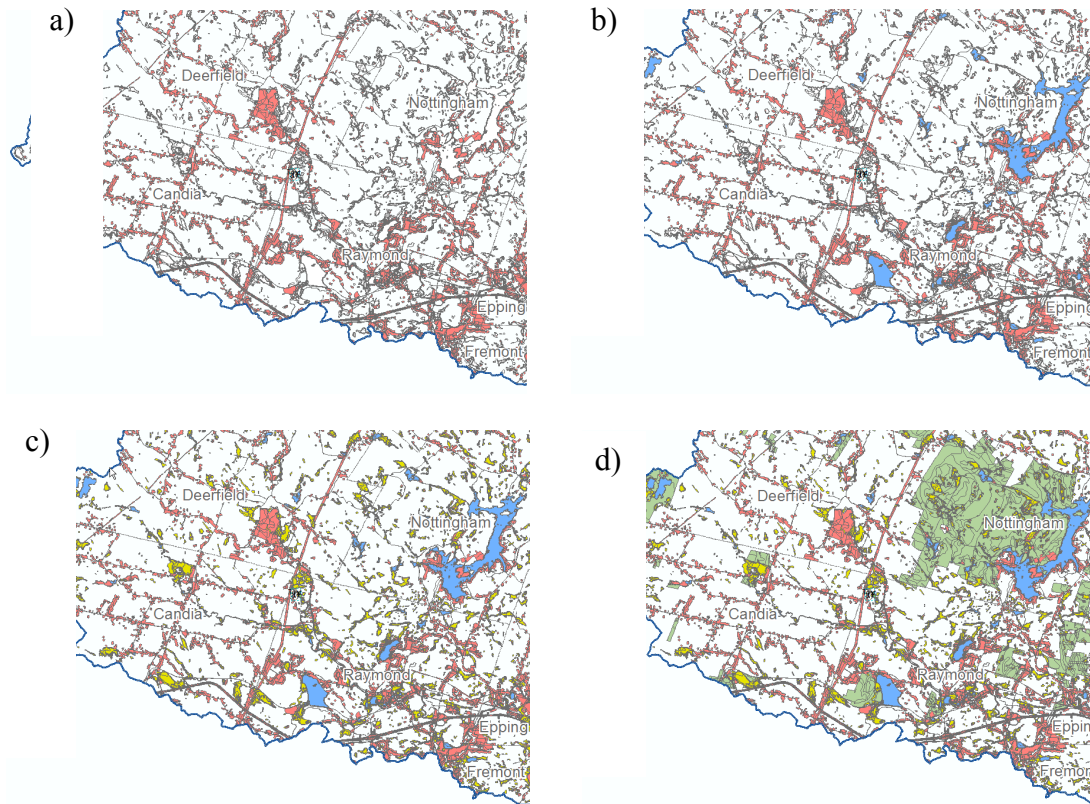 a)
Deerfield
Nottingham
Candia
Raymond
Epping
Fremont
b)
Deerfield
Nottingham
Candia
Raymond
Epping
Fremont
c)
Deerfield
Nottingham
Candia
Raymond
Epping
Fremont
d)
Deerfield
Nottingham
Candia
Raymond
Epping
Fremont